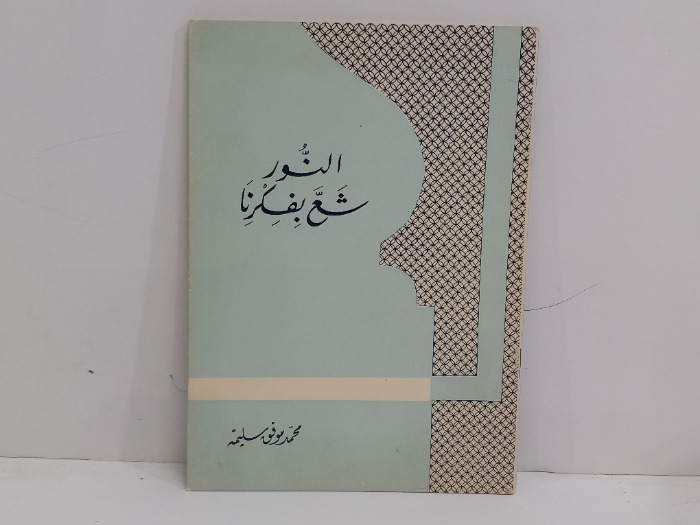 النُّور
شَعَّ بِفِكْرِنَا
محمد موفق سليمة